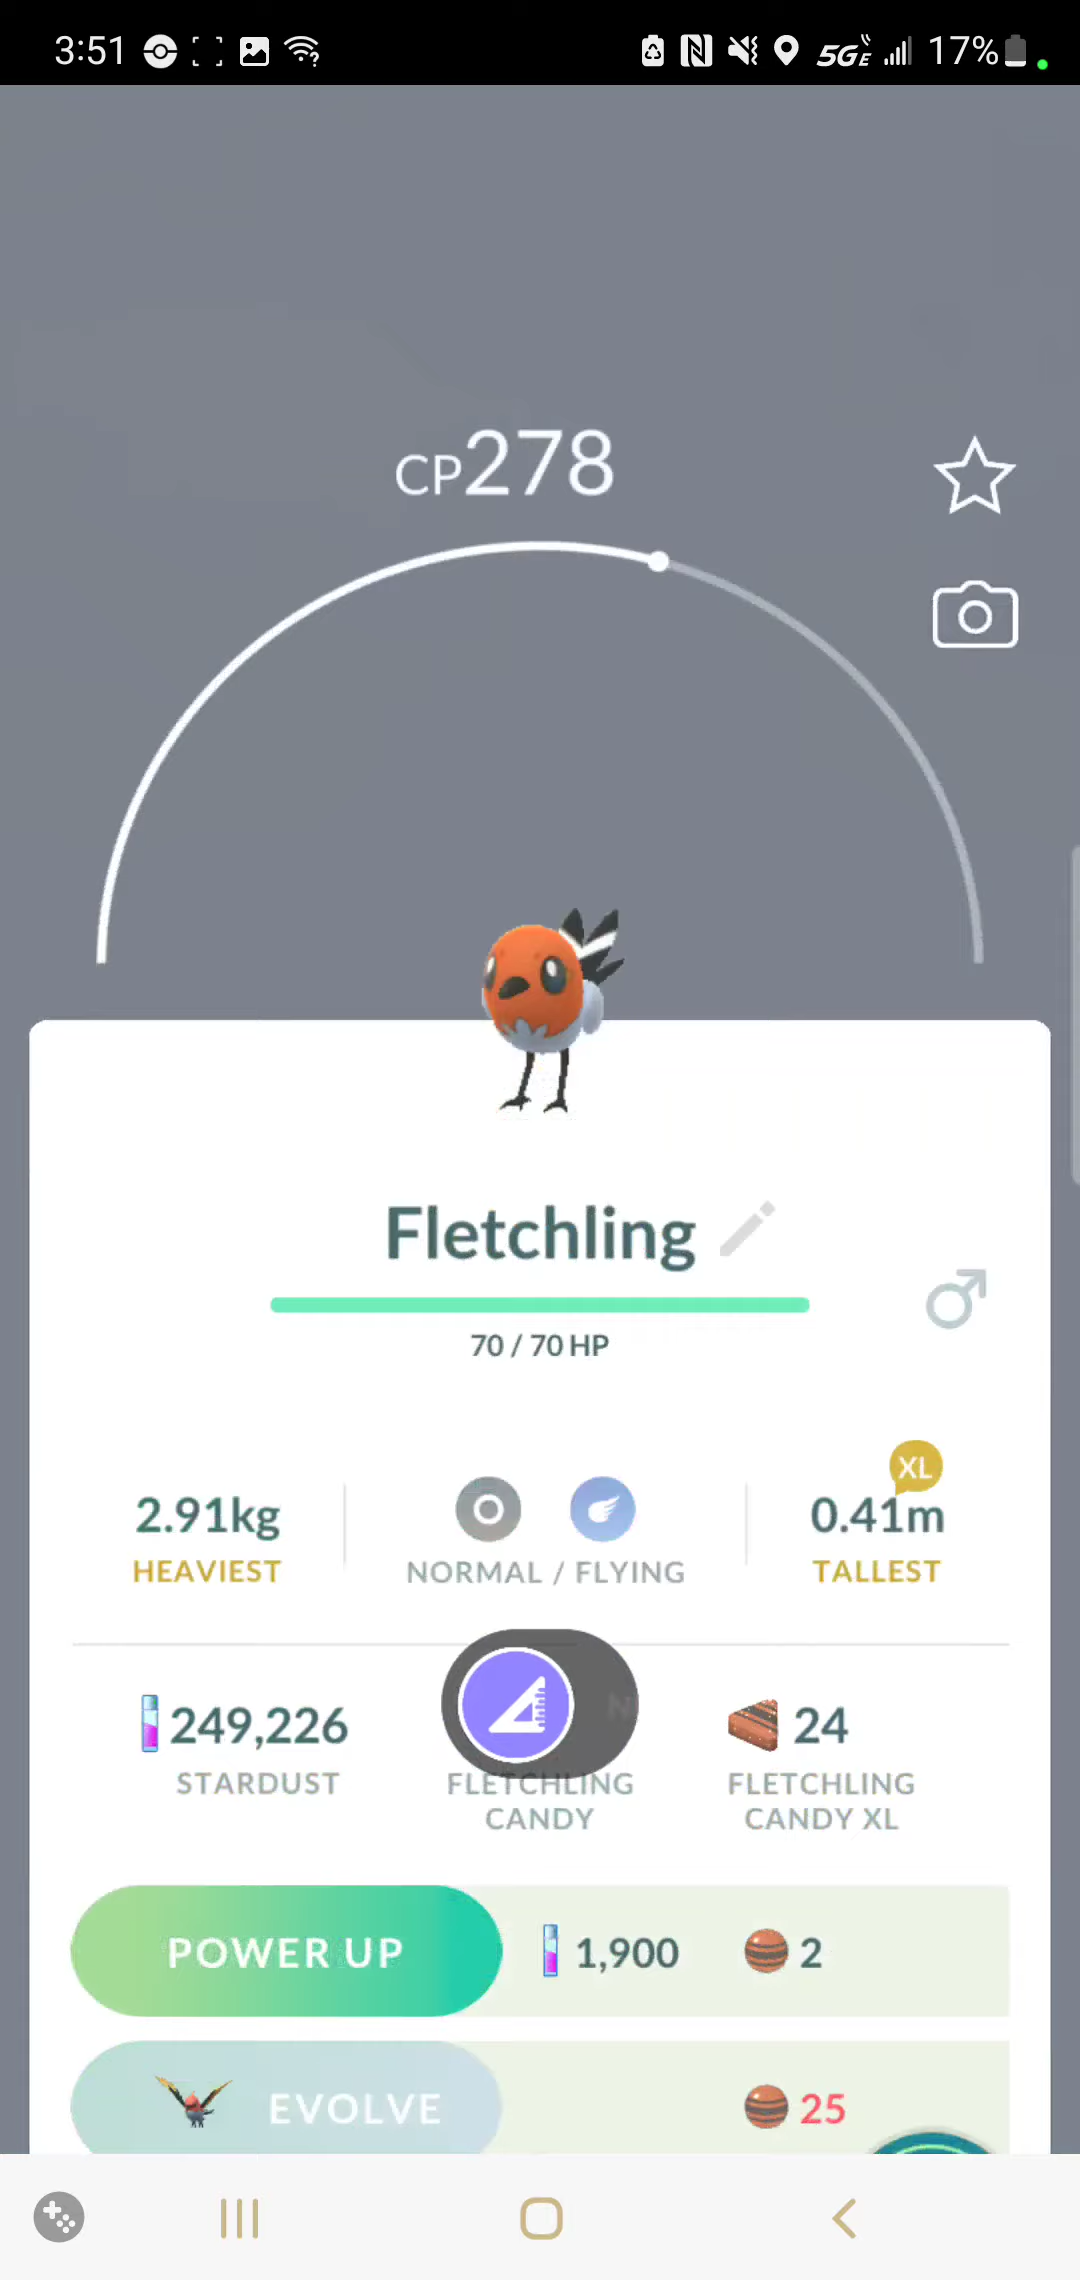 3:51 5GE 17%
CP278
Fletchling
70 / 70 HP
XL
2.91kg 0.41m
HEAVIEST NORMAL / FLYING TALLEST
249,226 24
STARDUST FLETCHLING FLETCHLING
CANDY CANDY XL
POWER UP 1,900 2
EVOLVE 25